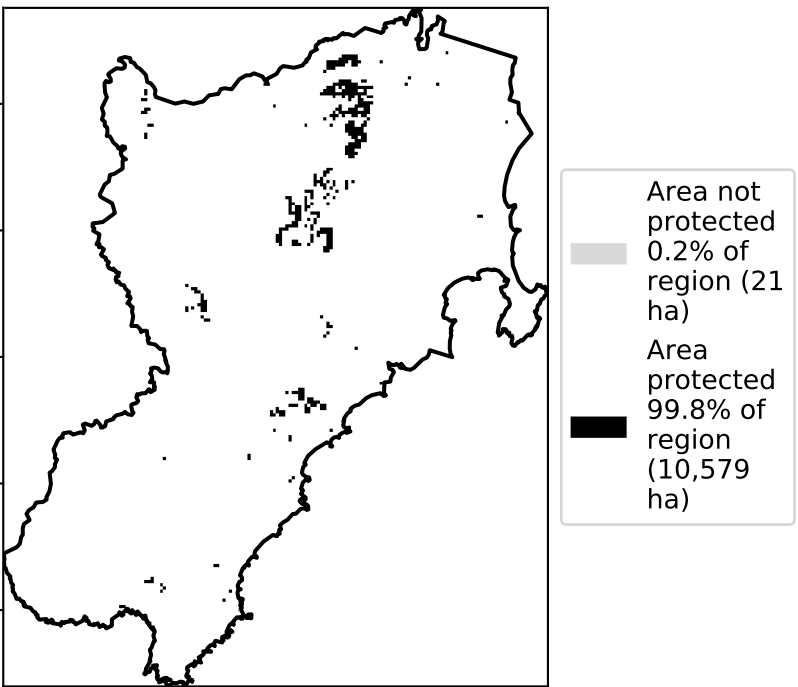 Area not
protected
0.2% of
region (21
ha)
Area
protected
99.8% of
region
(10,579
ha)